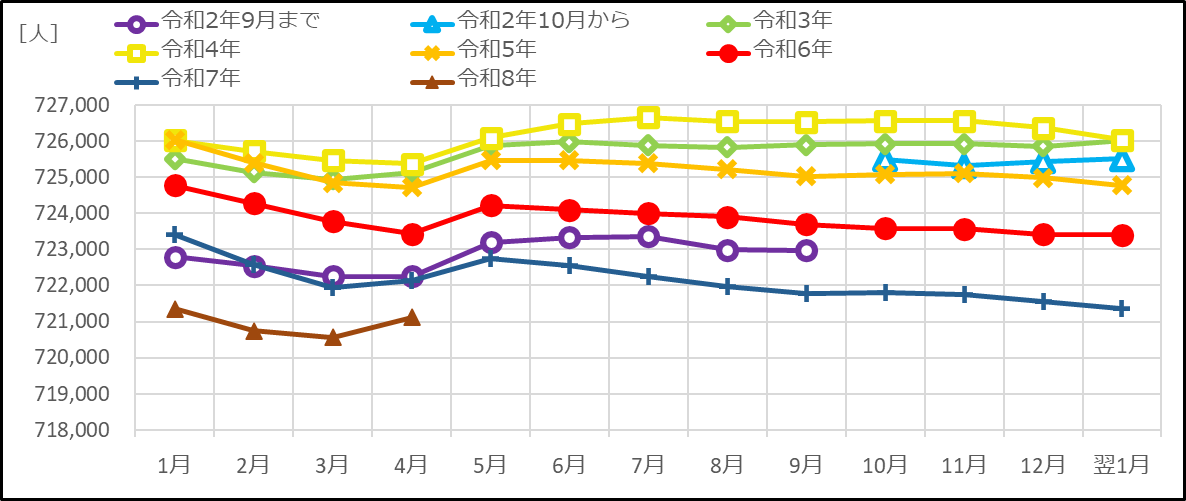 [人]
令和2年9月まで 令和2年10月から 令和3年
令和4年 令和5年 令和6年
令和7年 令和8年
727,000
726,000
725,000
724,000
723,000
722,000
721,000
720,000
719,000
718,000
1月 2月 3月 4月 5月 6月 7月 8月 9月 10月 11月 12月 翌1月